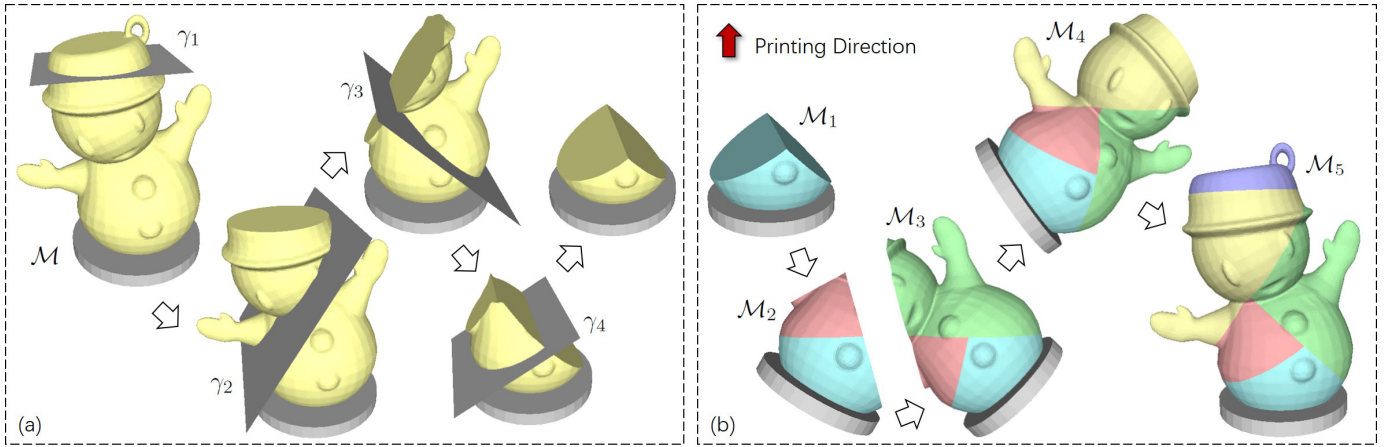 γ1
M
γ2
γ3
γ4
(a)
Printing Direction
M1
M2
M3
M4
M5
(b)